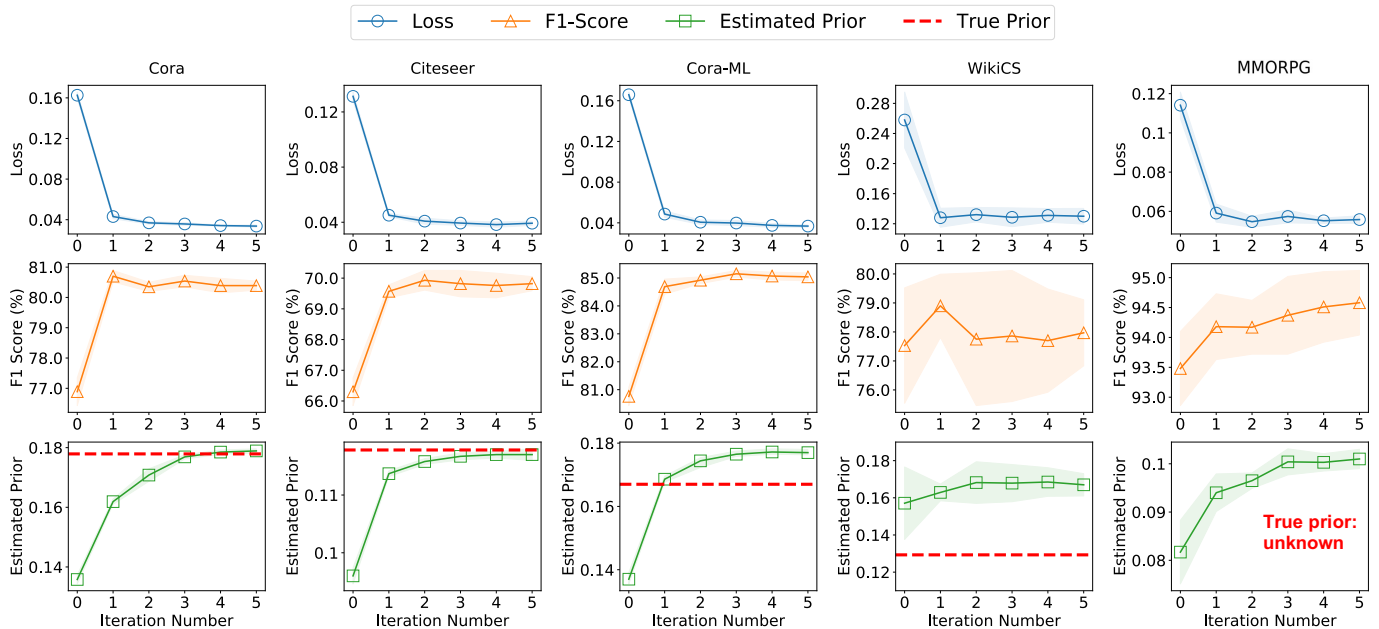 Loss F1-Score Estimated Prior True Prior
Cora Citeseer Cora-ML WikiCS MMORPG
Loss
0.16
0.12
0.08
0.04
0 1 2 3 4 5
Loss
0.12
0.08
0.04
0 1 2 3 4 5
Loss
0.16
0.12
0.08
0.04
0 1 2 3 4 5
Loss
0.28
0.24
0.2
0.16
0.12
0 1 2 3 4 5
Loss
0.12
0.1
0.08
0.06
0 1 2 3 4 5
F1 Score (%)
81.0
80.0
79.0
78.0
77.0
0 1 2 3 4 5
F1 Score (%)
70.0
69.0
68.0
67.0
66.0
0 1 2 3 4 5
F1 Score (%)
85.0
84.0
83.0
82.0
81.0
0 1 2 3 4 5
F1 Score (%)
80.0
79.0
78.0
77.0
76.0
0 1 2 3 4 5
F1 Score (%)
95.0
94.5
94.0
93.5
93.0
0 1 2 3 4 5
Estimated Prior
0.18
0.16
0.14
0 1 2 3 4 5
Iteration Number
Estimated Prior
0.11
0.1
0 1 2 3 4 5
Iteration Number
Estimated Prior
0.18
0.16
0.14
0 1 2 3 4 5
Iteration Number
Estimated Prior
0.18
0.16
0.14
0.12
0 1 2 3 4 5
Iteration Number
Estimated Prior
0.1
0.09
0.08
True prior:
unknown
0 1 2 3 4 5
Iteration Number